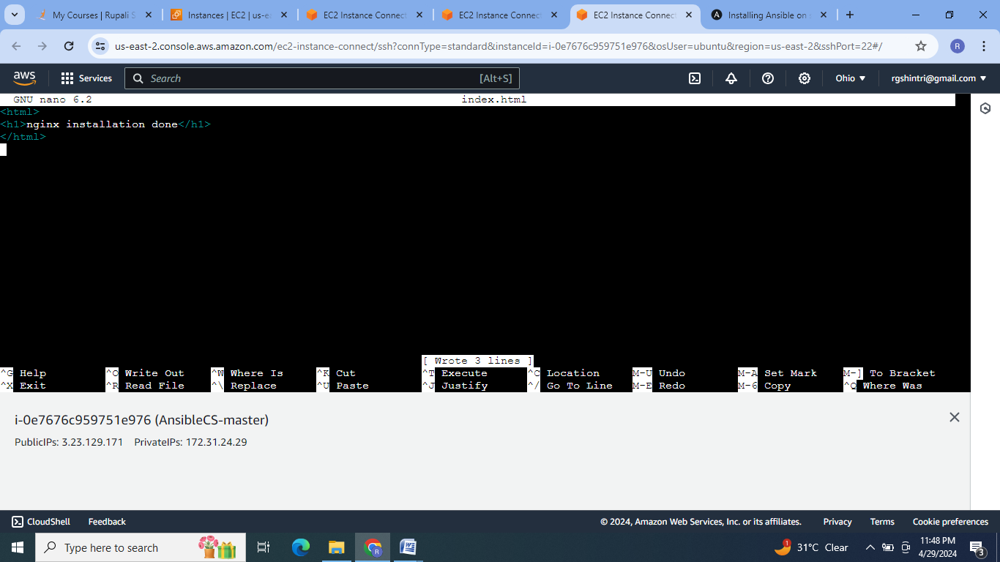 My Courses | Rupali S
Instances | EC2 | us-ea
EC2 Instance Connect
EC2 Instance Connect
EC2 Instance Connect
Installing Ansible on s
us-east-2.console.aws.amazon.com/ec2-instance-connect/ssh?connType=standard&instanceId=i-0e7676c959751e976&osUser=ubuntu&region=us-east-2&sshPort=22#/
R
aws Services Search [Alt+S] Ohio rgshintri@gmail.com
GNU nano 6.2 index.html
<html>
<h1>nginx installation done</h1>
</html>
[ Wrote 3 lines ]
^G Help ^O Write Out ^W Where Is ^K Cut ^T Execute ^C Location M-U Undo M-A Set Mark M-] To Bracket
^X Exit ^R Read File ^\ Replace ^U Paste ^J Justify ^/ Go To Line M-E Redo M-6 Copy ^Q Where Was
i-0e7676c959751e976 (AnsibleCS-master)
PublicIPs: 3.23.129.171 PrivateIPs: 172.31.24.29
CloudShell Feedback © 2024, Amazon Web Services, Inc. or its affiliates. Privacy Terms Cookie preferences
Type here to search
R
1
31°C Clear
11:48 PM
4/29/2024
3